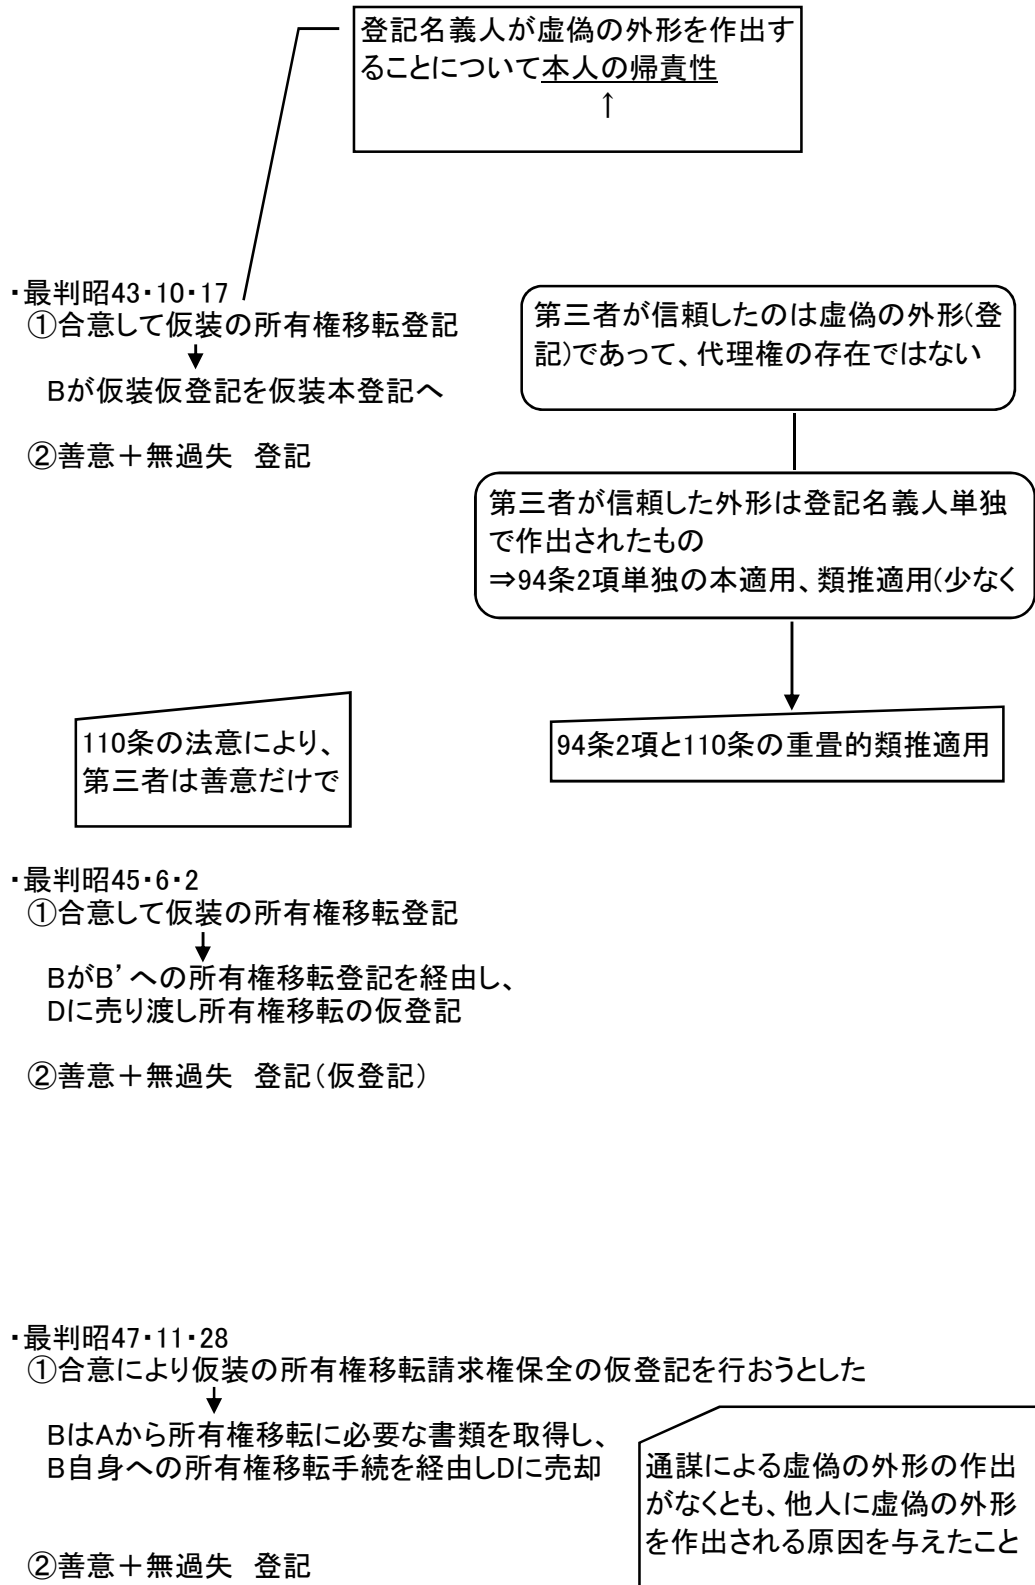 登記名義人が虚偽の外形を作出す
ることについて本人の帰責性
↑
・最判昭43・10・17
①合意して仮装の所有権移転登記
Bが仮装仮登記を仮装本登記へ
②善意＋無過失　登記
第三者が信頼したのは虚偽の外形(登
記)であって、代理権の存在ではない
第三者が信頼した外形は登記名義人単独
で作出されたもの
⇒94条2項単独の本適用、類推適用(少なく
110条の法意により、
第三者は善意だけで
94条2項と110条の重畳的類推適用
・最判昭45・6・2
①合意して仮装の所有権移転登記
BがB’への所有権移転登記を経由し、
Dに売り渡し所有権移転の仮登記
②善意＋無過失　登記（仮登記）
・最判昭47・11・28
①合意により仮装の所有権移転請求権保全の仮登記を行おうとした
BはAから所有権移転に必要な書類を取得し、
B自身への所有権移転手続を経由しDに売却
②善意＋無過失　登記
通謀による虚偽の外形の作出
がなくとも、他人に虚偽の外形
を作出される原因を与えたこと